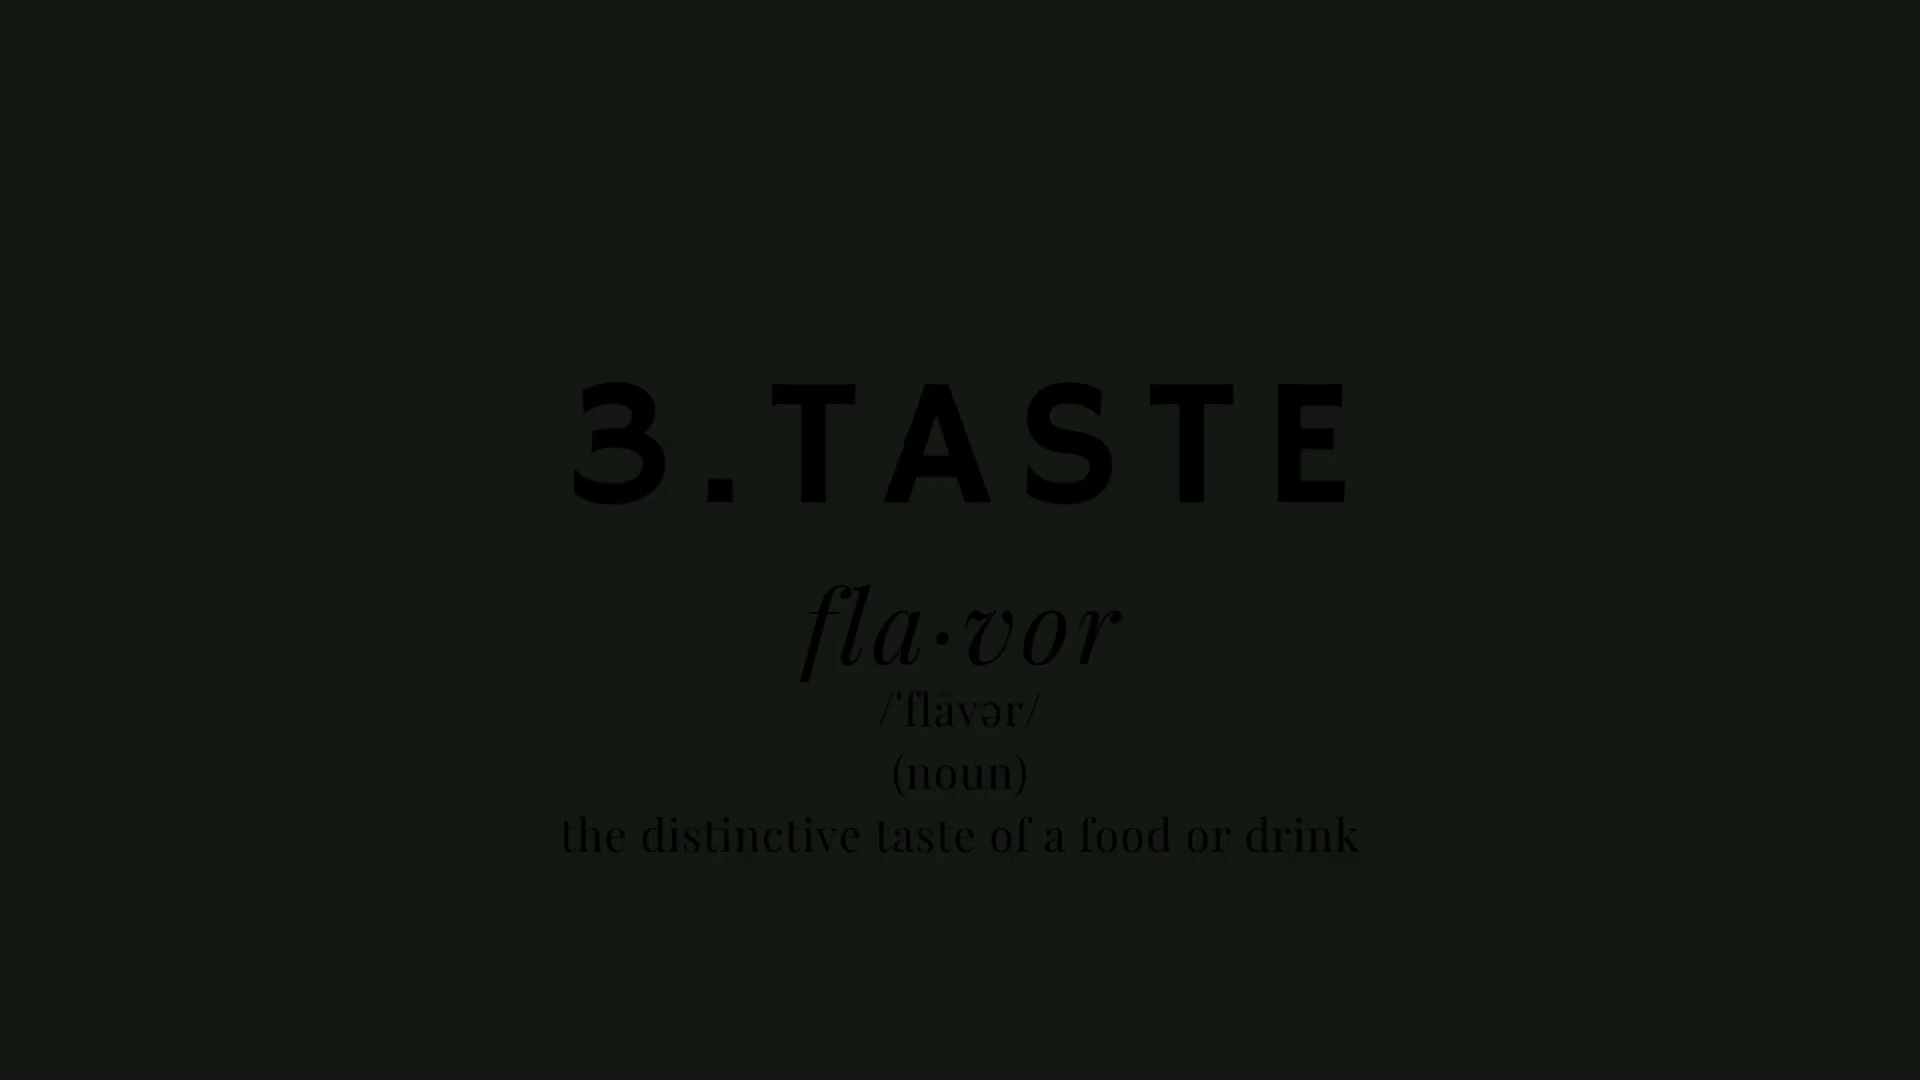 3.TASTE
fla·vor
/ˈflāvər/
(noun)
the distinctive taste of a food or drink